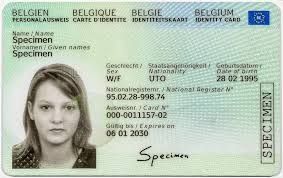 BELGIEN BELGIQUE BELGIË BELGIUM
PERSONALAUSWEIS CARTE D'IDENTITE IDENTITEITSKAART IDENTITY CARD
Name / Name
Specimen
Vornamen / Given names
Specimen
Geschlecht / Staatsangehörigkeit / Geburtsdatum /
Sex Nationality Date of birth
W/F UTO 28 02 1995
Nationalregisternr. / National Register N°
95.02.28-998.74
Ausweisnr. / Card N°
000-0011157-02
Gültig bis / Expires on
06 01 2030
Specimen
SPECIMEN